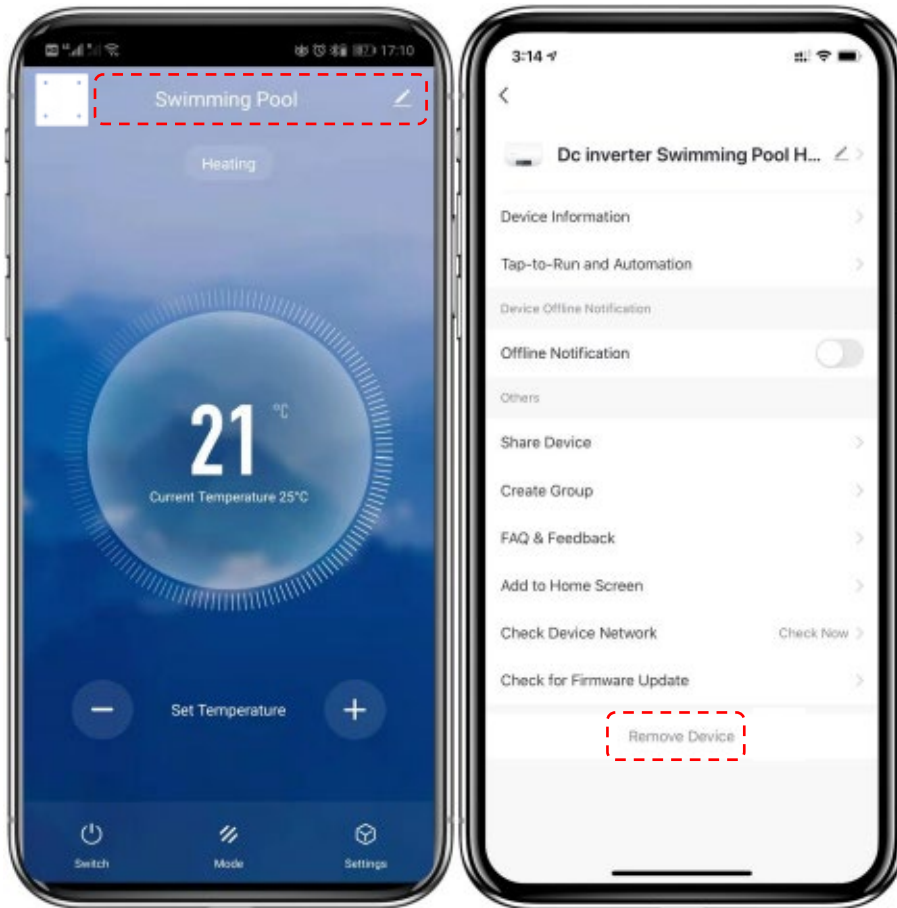 17:10
Swimming Pool
Heating
21 °C
Current Temperature 25°C
Set Temperature
Switch
Mode
Settings
3:14
Dc inverter Swimming Pool H...
Device Information
Tap-to-Run and Automation
Device Offline Notification
Offline Notification
Others
Share Device
Create Group
FAQ & Feedback
Add to Home Screen
Check Device Network Check Now
Check for Firmware Update
Remove Device